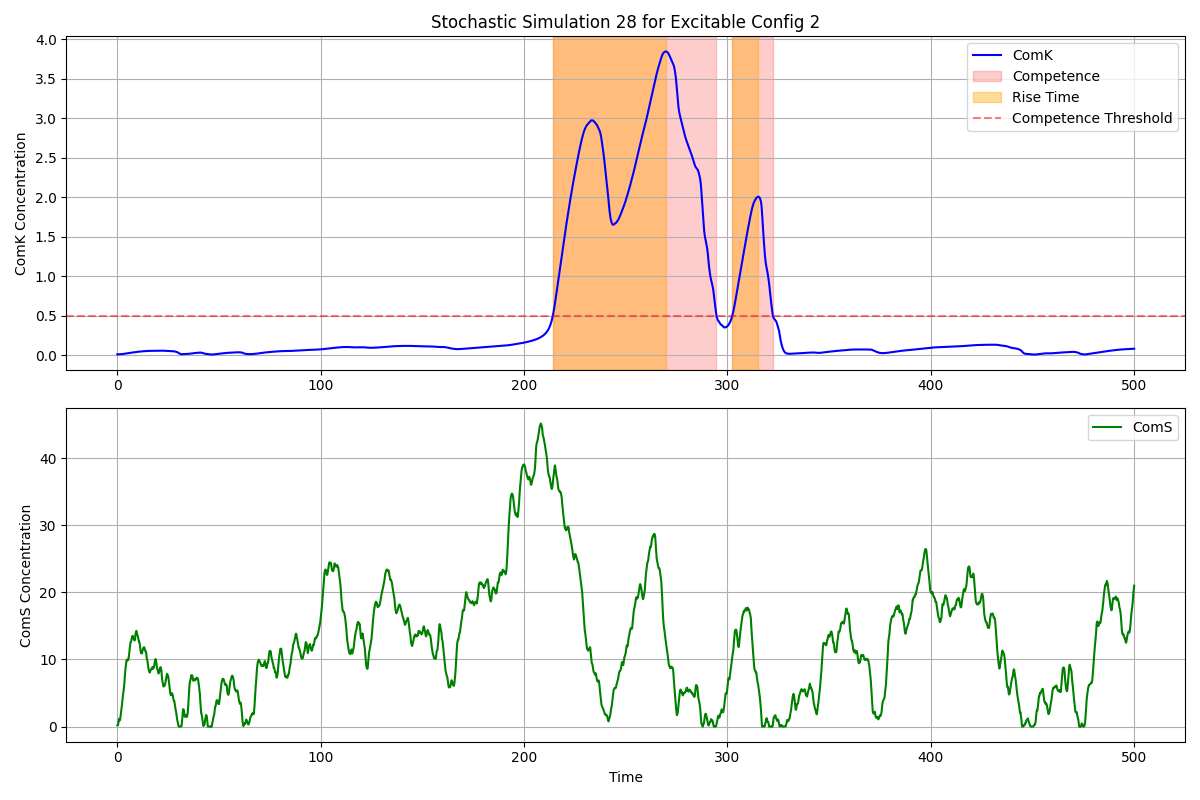 Stochastic Simulation 28 for Excitable Config 2
ComK Concentration
4.0
3.5
3.0
2.5
2.0
1.5
1.0
0.5
0.0
ComK
Competence
Rise Time
Competence Threshold
0 100 200 300 400 500
ComS Concentration
40
30
20
10
0
ComS
0 100 200 300 400 500
Time